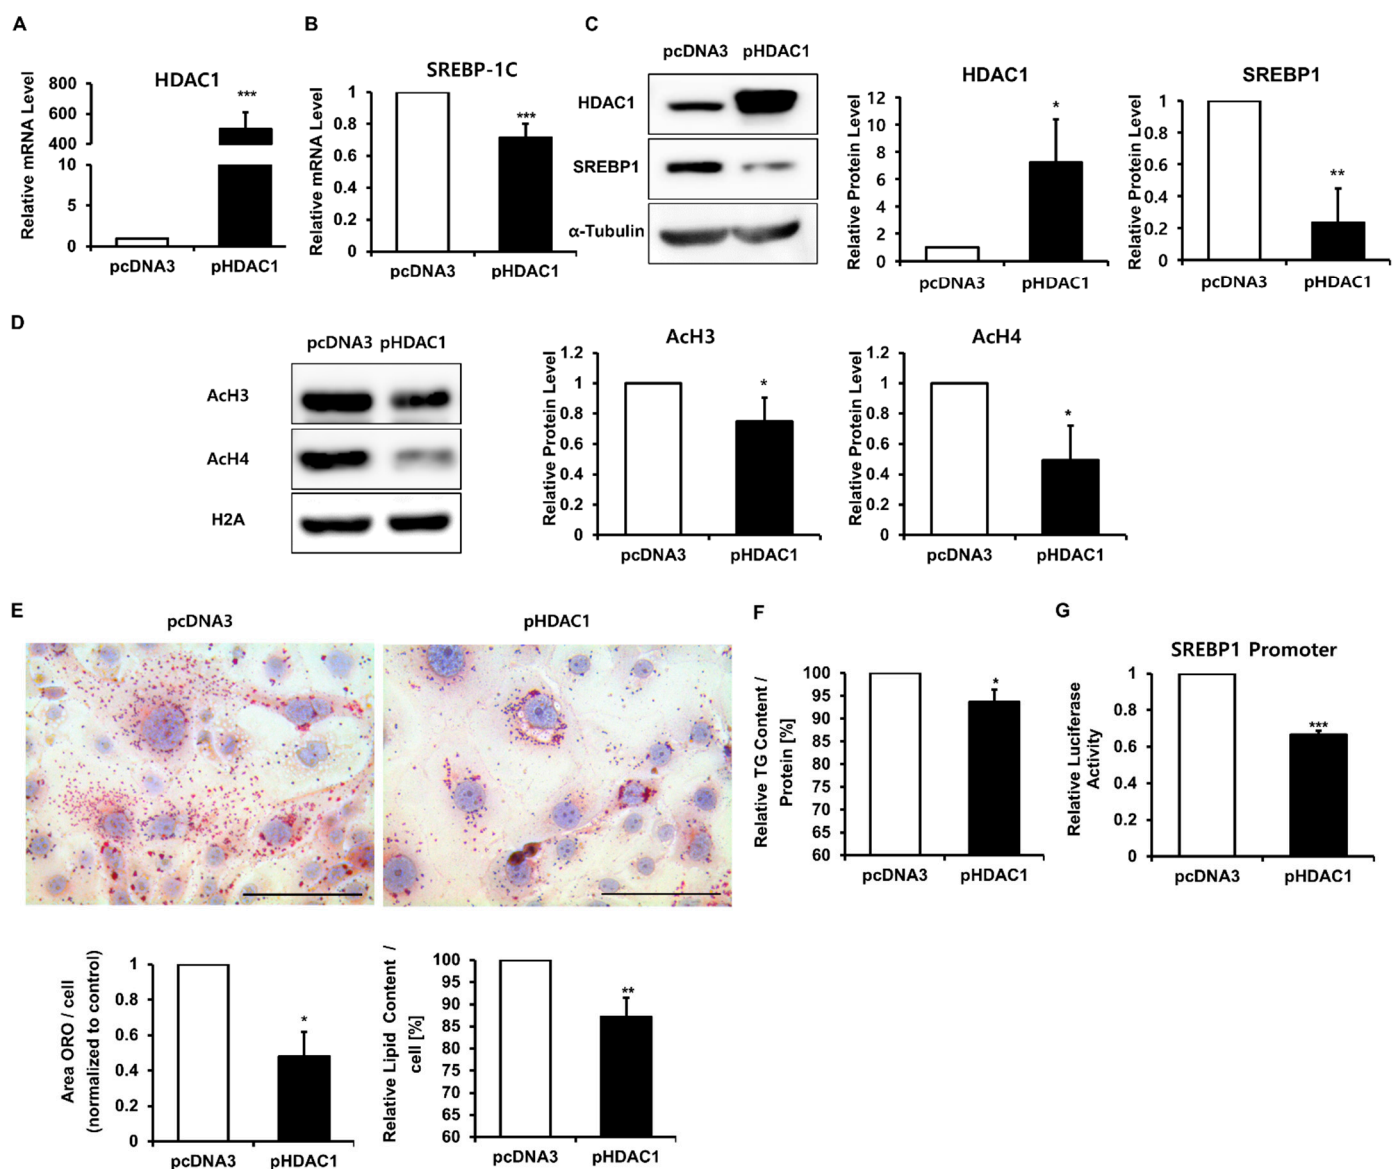 A
HDAC1
Relative mRNA Level
800
600
400
10
5
0
***
pcDNA3
pHDAC1
B
SREBP-1C
Relative mRNA Level
1
0.8
0.6
0.4
0.2
0
***
pcDNA3
pHDAC1
C
pcDNA3 pHDAC1
HDAC1
SREBP1
α-Tubulin
HDAC1
Relative Protein Level
12
10
8
6
4
2
0
*
pcDNA3
pHDAC1
SREBP1
Relative Protein Level
1
0.8
0.6
0.4
0.2
0
**
pcDNA3
pHDAC1
D
pcDNA3 pHDAC1
AcH3
AcH4
H2A
AcH3
Relative Protein Level
1.2
1
0.8
0.6
0.4
0.2
0
*
pcDNA3
pHDAC1
AcH4
Relative Protein Level
1.2
1
0.8
0.6
0.4
0.2
0
*
pcDNA3
pHDAC1
E
pcDNA3
pHDAC1
Area ORO / cell
(normalized to control)
1
0.8
0.6
0.4
0.2
0
*
pcDNA3
pHDAC1
Relative Lipid Content /
cell [%]
100
95
90
85
80
75
70
65
60
**
pcDNA3
pHDAC1
F
Relative TG Content /
Protein [%]
100
95
90
85
80
75
70
65
60
*
pcDNA3
pHDAC1
G
SREBP1 Promoter
Relative Luciferase
Activity
1
0.8
0.6
0.4
0.2
0
***
pcDNA3
pHDAC1